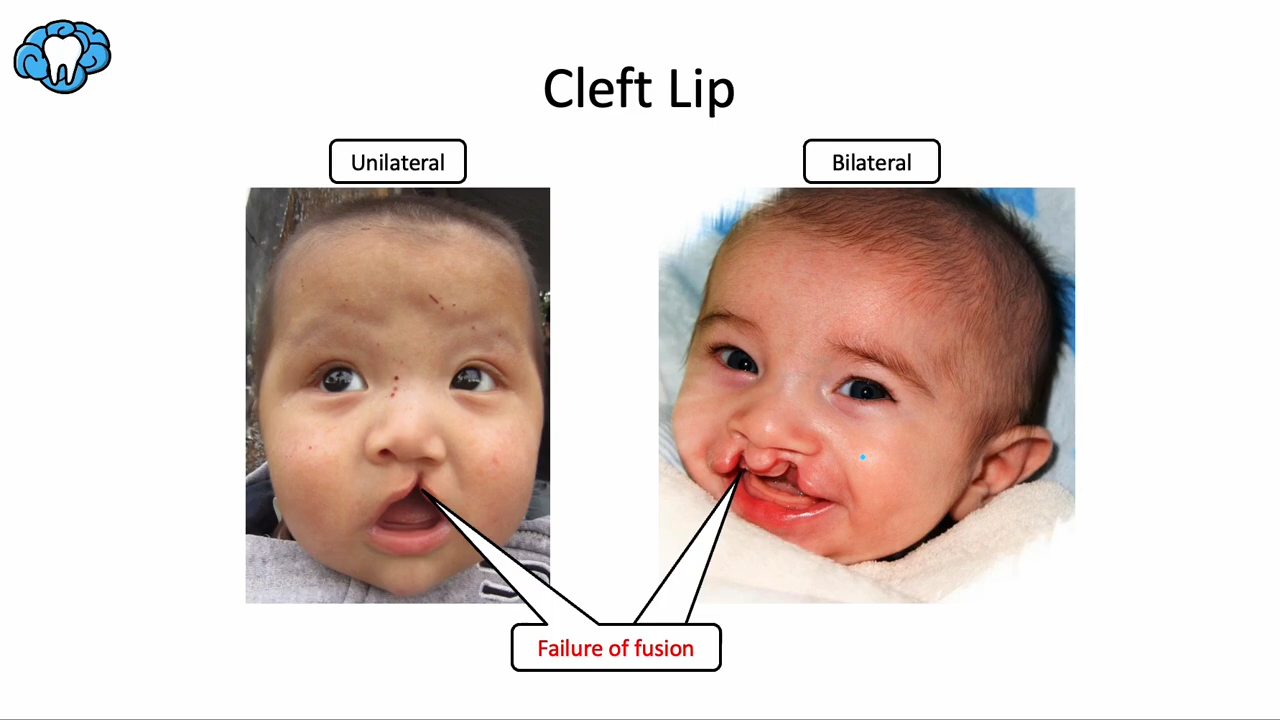 Cleft Lip
Unilateral
Bilateral
Failure of fusion